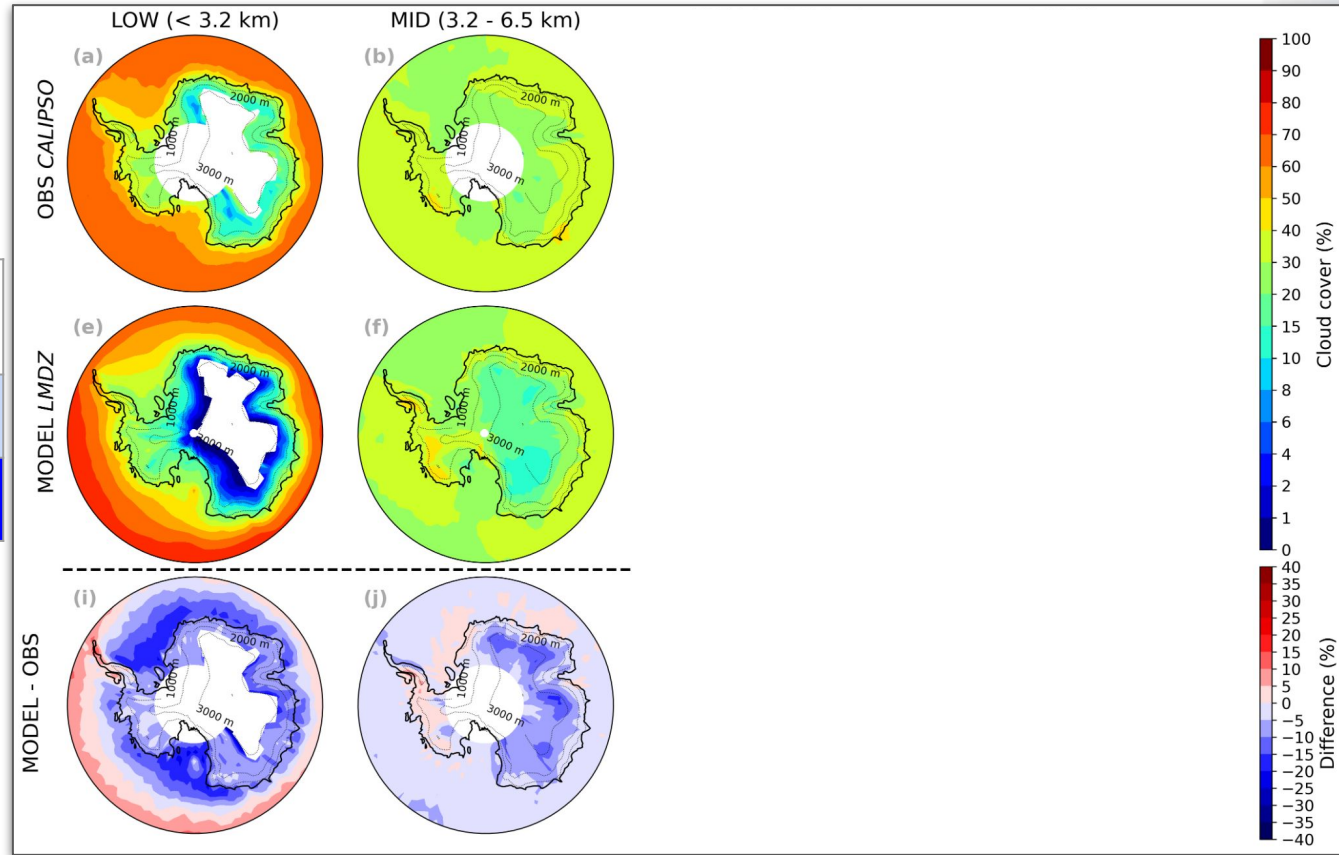 LOW (< 3.2 km)
MID (3.2 - 6.5 km)
OBS CALIPSO
(a)
2000 m
1000 m
3000 m
(b)
2000 m
1000 m
3000 m
MODEL LMDZ
(e)
2000 m
1000 m
3000 m
(f)
2000 m
1000 m
3000 m
MODEL - OBS
(i)
2000 m
1000 m
3000 m
(j)
2000 m
1000 m
3000 m
100
90
80
70
60
50
40
30
20
15
10
8
6
4
2
1
0
Cloud cover (%)
40
35
30
25
20
15
10
5
0
−5
−10
−15
−20
−25
−30
−35
−40
Difference (%)